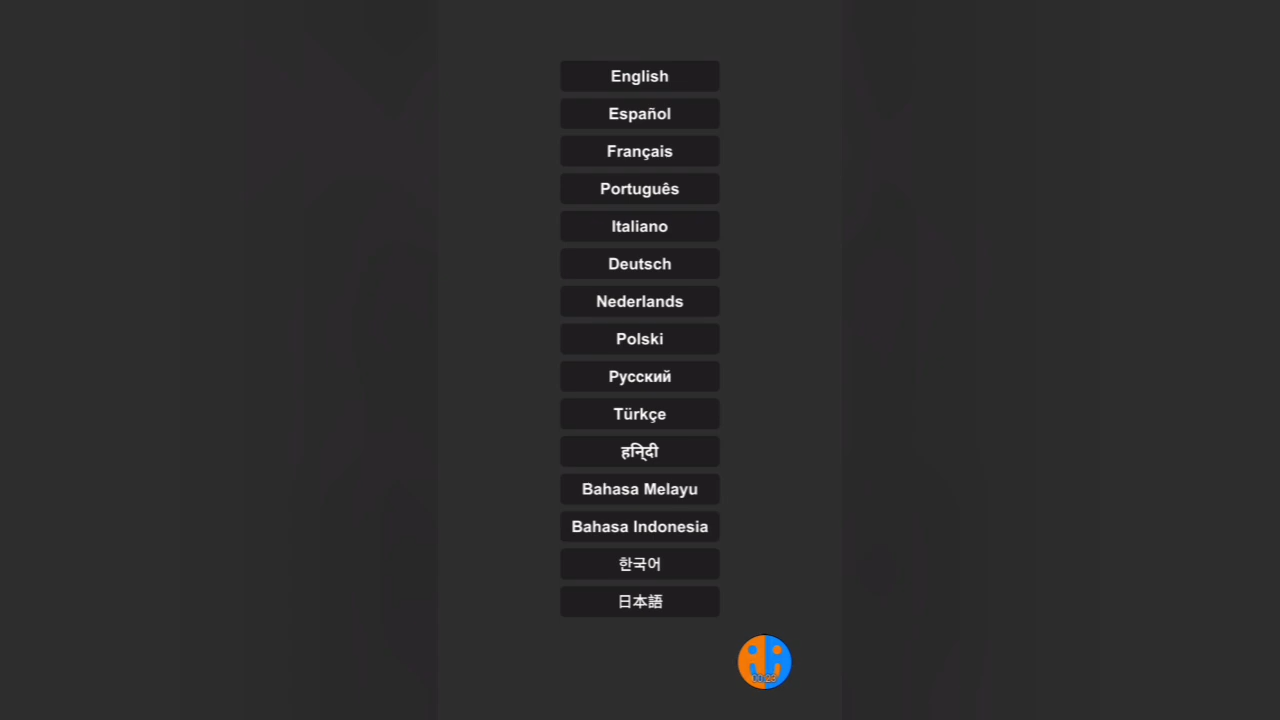 English
Español
Français
Português
Italiano
Deutsch
Nederlands
Polski
Русский
Türkçe
हिन्दी
Bahasa Melayu
Bahasa Indonesia
한국어
日本語